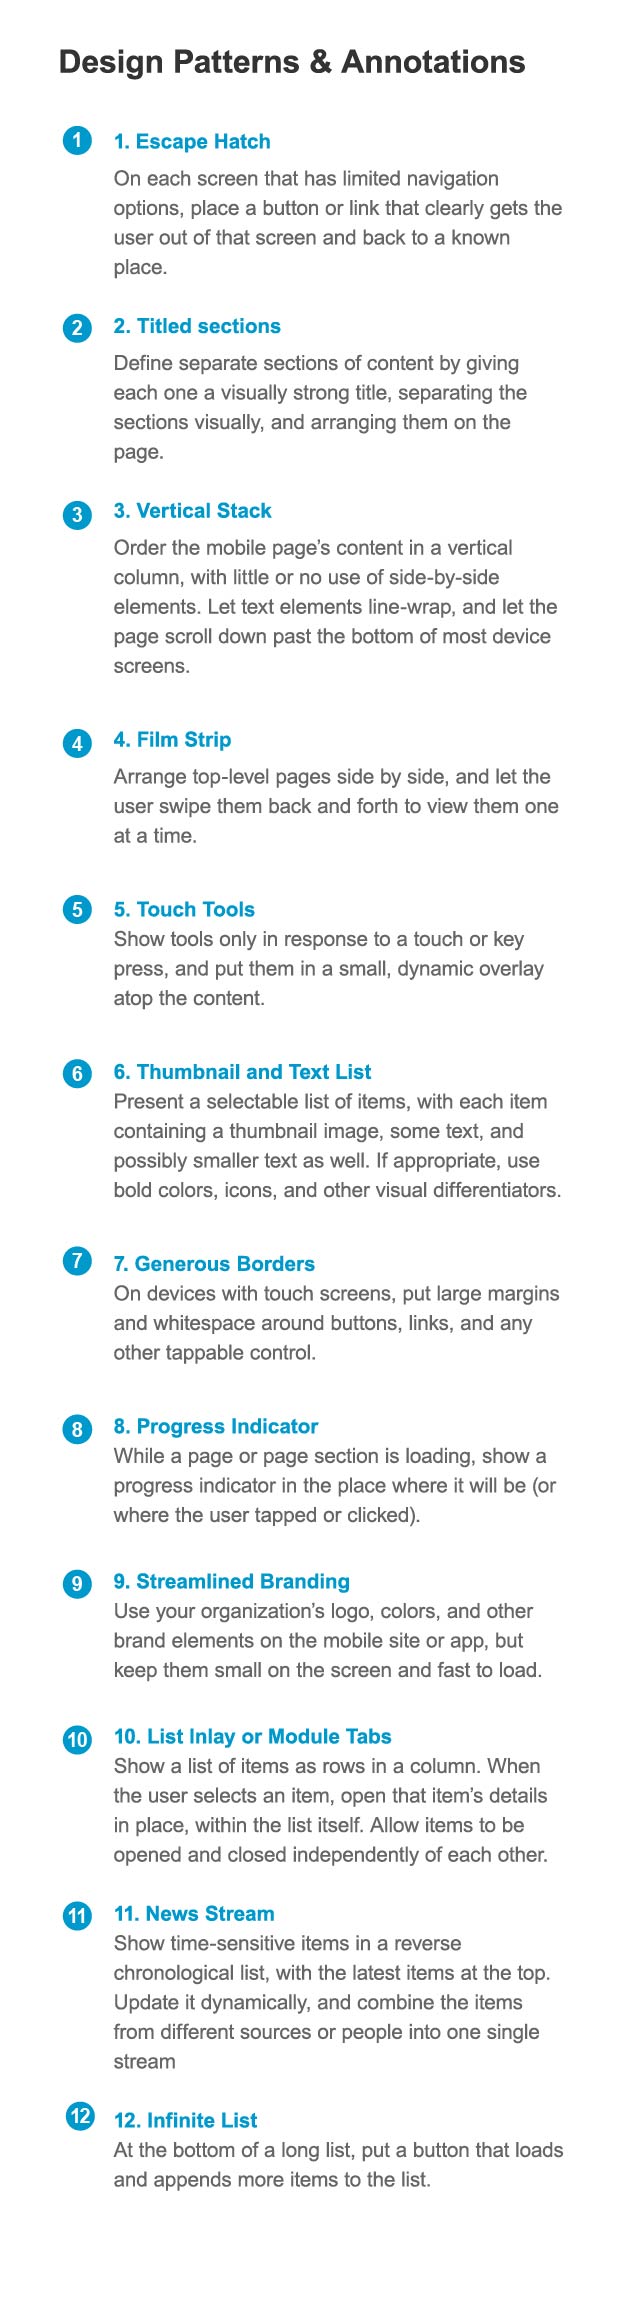 Design Patterns & Annotations
1
1. Escape Hatch
On each screen that has limited navigation
options, place a button or link that clearly gets the
user out of that screen and back to a known
place.
2
2. Titled sections
Define separate sections of content by giving
each one a visually strong title, separating the
sections visually, and arranging them on the
page.
3
3. Vertical Stack
Order the mobile page’s content in a vertical
column, with little or no use of side-by-side
elements. Let text elements line-wrap, and let the
page scroll down past the bottom of most device
screens.
4
4. Film Strip
Arrange top-level pages side by side, and let the
user swipe them back and forth to view them one
at a time.
5
5. Touch Tools
Show tools only in response to a touch or key
press, and put them in a small, dynamic overlay
atop the content.
6
6. Thumbnail and Text List
Present a selectable list of items, with each item
containing a thumbnail image, some text, and
possibly smaller text as well. If appropriate, use
bold colors, icons, and other visual differentiators.
7
7. Generous Borders
On devices with touch screens, put large margins
and whitespace around buttons, links, and any
other tappable control.
8
8. Progress Indicator
While a page or page section is loading, show a
progress indicator in the place where it will be (or
where the user tapped or clicked).
9
9. Streamlined Branding
Use your organization’s logo, colors, and other
brand elements on the mobile site or app, but
keep them small on the screen and fast to load.
10
10. List Inlay or Module Tabs
Show a list of items as rows in a column. When
the user selects an item, open that item’s details
in place, within the list itself. Allow items to be
opened and closed independently of each other.
11
11. News Stream
Show time-sensitive items in a reverse
chronological list, with the latest items at the top.
Update it dynamically, and combine the items
from different sources or people into one single
stream
12
12. Infinite List
At the bottom of a long list, put a button that loads
and appends more items to the list.